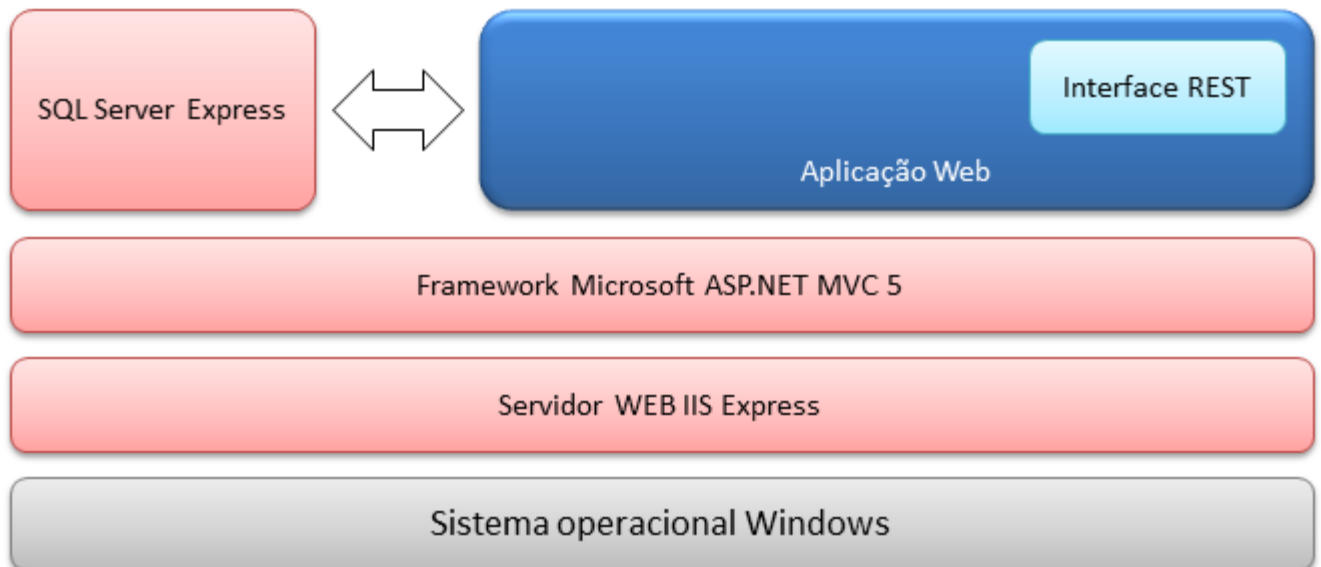 SQL Server Express
Interface REST
Aplicação Web
Framework Microsoft ASP.NET MVC 5
Servidor WEB IIS Express
Sistema operacional Windows